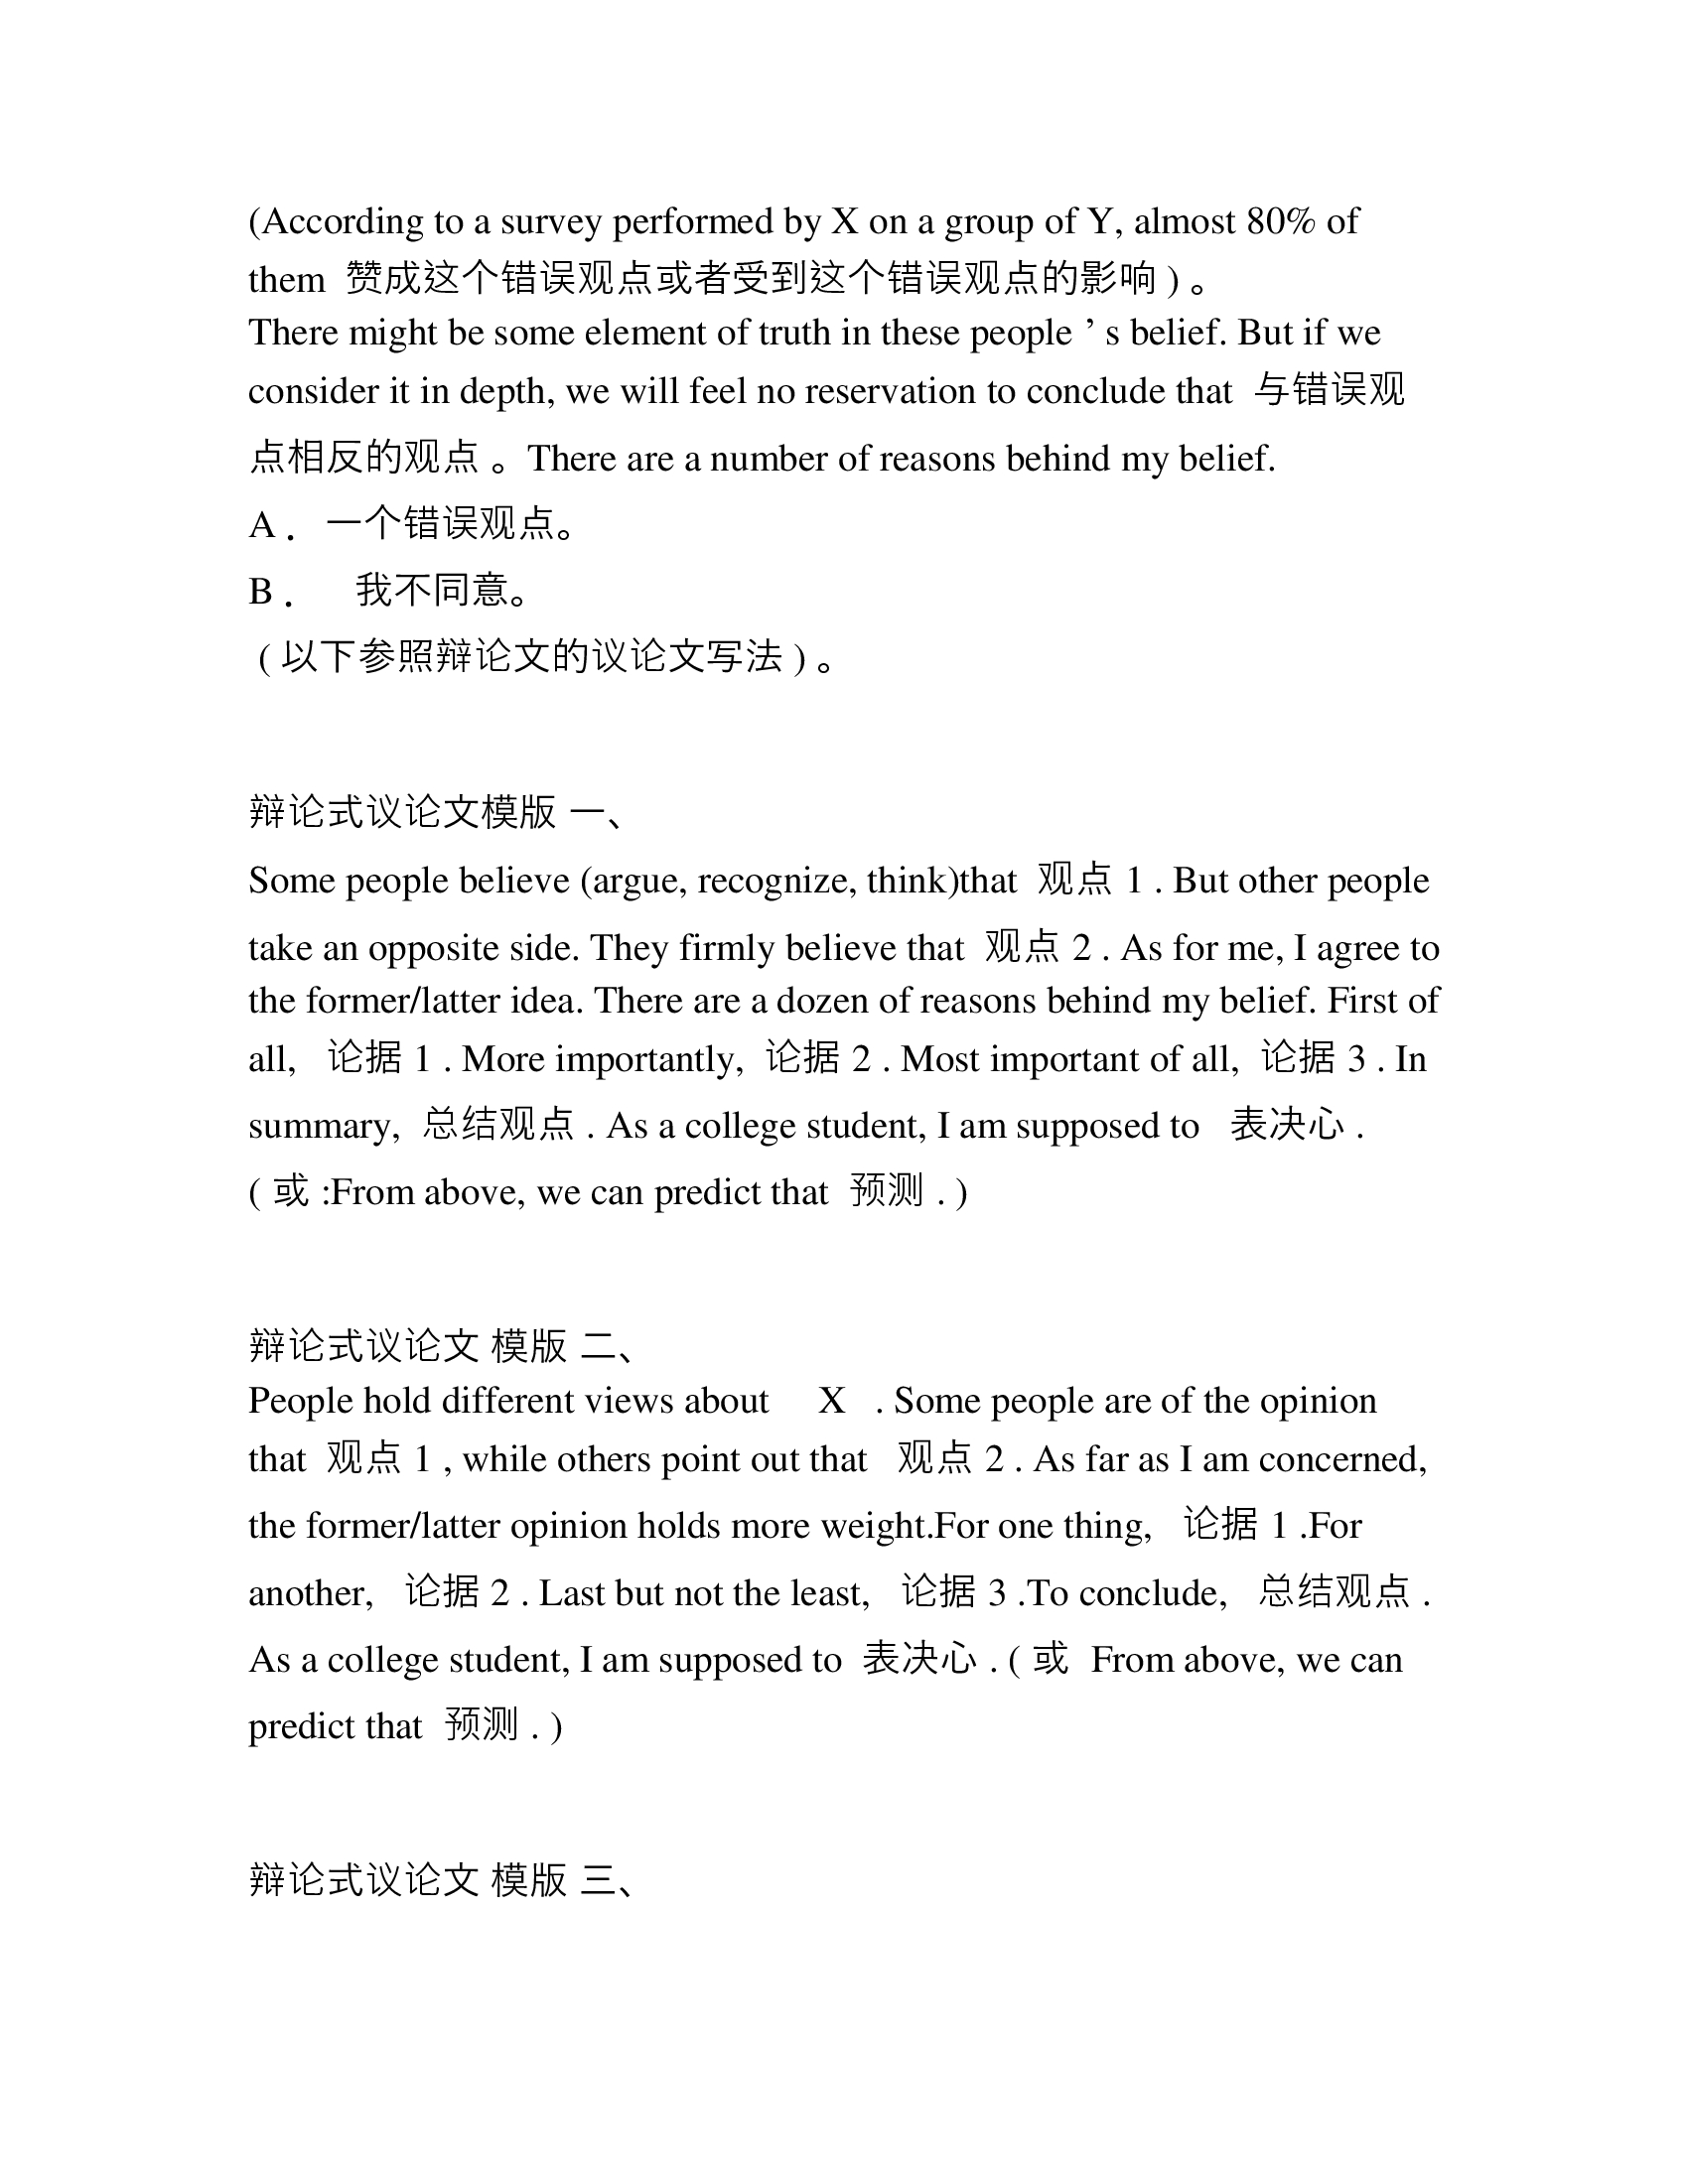 (According to a survey performed by X on a group of Y, almost 80% of
them 赞成这个错误观点或者受到这个错误观点的影响 ) 。
There might be some element of truth in these people ’ s belief. But if we
consider it in depth, we will feel no reservation to conclude that 与错误观
点相反的观点 。There are a number of reasons behind my belief.
A． 一个错误观点。
B． 我不同意。
( 以下参照辩论文的议论文写法 ) 。
辩论式议论文模版 一、
Some people believe (argue, recognize, think)that 观点 1 . But other people
take an opposite side. They firmly believe that 观点 2 . As for me, I agree to
the former/latter idea. There are a dozen of reasons behind my belief. First of
all, 论据 1 . More importantly, 论据 2 . Most important of all, 论据 3 . In
summary, 总结观点 . As a college student, I am supposed to 表决心 .
( 或 :From above, we can predict that 预测 . )
辩论式议论文 模版 二、
People hold different views about X . Some people are of the opinion
that 观点 1 , while others point out that 观点 2 . As far as I am concerned,
the former/latter opinion holds more weight.For one thing, 论据 1 .For
another, 论据 2 . Last but not the least, 论据 3 .To conclude, 总结观点 .
As a college student, I am supposed to 表决心 . ( 或 From above, we can
predict that 预测 . )
辩论式议论文 模版 三、